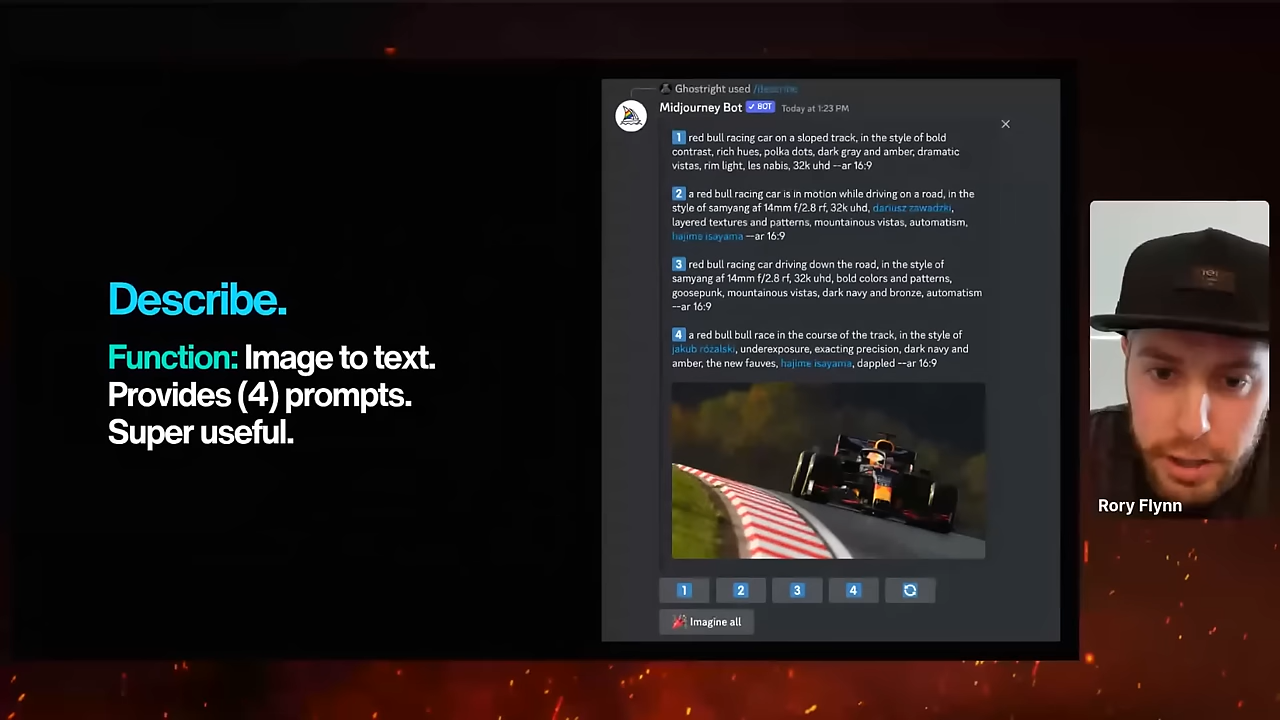 Describe.
Function: Image to text.
Provides (4) prompts.
Super useful.
Ghostright used /describe
Midjourney Bot ✓ BOT Today at 1:23 PM
1 red bull racing car on a sloped track, in the style of bold
contrast, rich hues, polka dots, dark gray and amber, dramatic
vistas, rim light, les nabis, 32k uhd --ar 16:9
2 a red bull racing car is in motion while driving on a road, in the
style of samyang af 14mm f/2.8 rf, 32k uhd, dariusz zawadzki,
layered textures and patterns, mountainous vistas, automatism,
hajime isayama --ar 16:9
3 red bull racing car driving down the road, in the style of
samyang af 14mm f/2.8 rf, 32k uhd, bold colors and patterns,
goosepunk, mountainous vistas, dark navy and bronze, automatism
--ar 16:9
4 a red bull bull race in the course of the track, in the style of
jakub rózalski, underexposure, exacting precision, dark navy and
amber, the new fauves, hajime isayama, dappled --ar 16:9
1 2 3 4
Imagine all
Rory Flynn